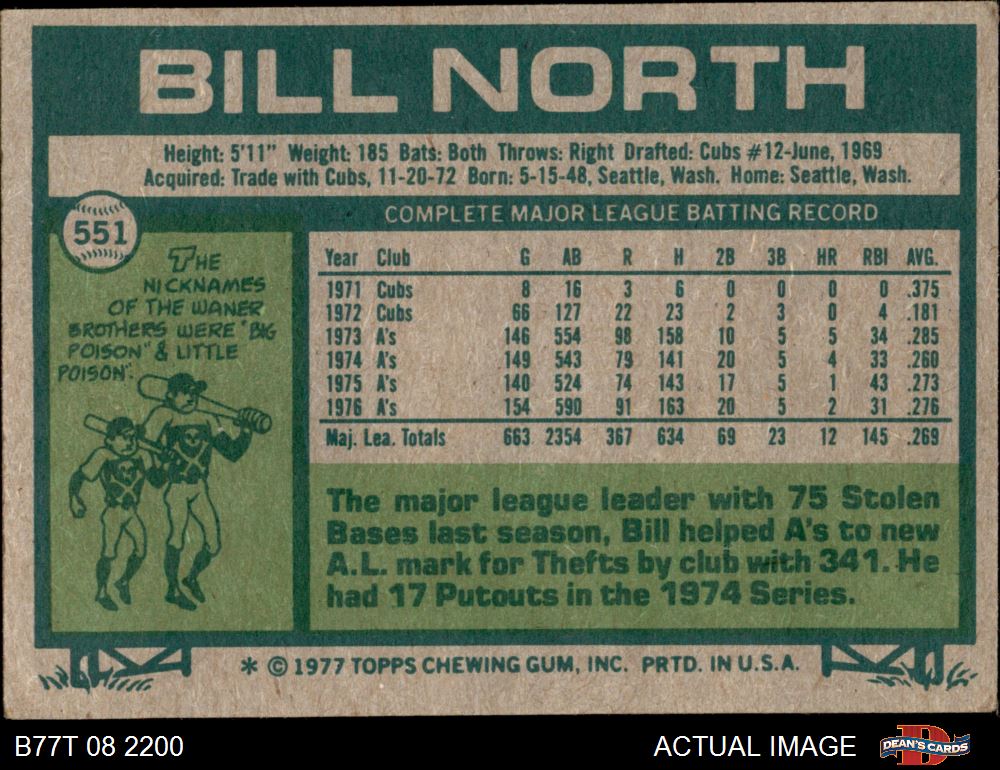 BILL NORTH
Height: 5'11" Weight: 185 Bats: Both Throws: Right Drafted: Cubs #12-June, 1969
Acquired: Trade with Cubs, 11-20-72 Born: 5-15-48, Seattle, Wash. Home: Seattle, Wash.
551
THE
NICKNAMES
OF THE WANER
BROTHERS WERE "BIG
POISON" & LITTLE
POISON".
COMPLETE MAJOR LEAGUE BATTING RECORD
Year Club G AB R H 2B 3B HR RBI AVG.
1971 Cubs 8 16 3 6 0 0 0 0 .375
1972 Cubs 66 127 22 23 2 3 0 4 .181
1973 A's 146 554 98 158 10 5 5 34 .285
1974 A's 149 543 79 141 20 5 4 33 .260
1975 A's 140 524 74 143 17 5 1 43 .273
1976 A's 154 590 91 163 20 5 2 31 .276
Maj. Lea. Totals 663 2354 367 634 69 23 12 145 .269
The major league leader with 75 Stolen
Bases last season, Bill helped A's to new
A.L. mark for Thefts by club with 341. He
had 17 Putouts in the 1974 Series.
* © 1977 TOPPS CHEWING GUM, INC. PRTD. IN U.S.A.
B77T 08 2200
ACTUAL IMAGE
D
DEAN'S CARDS